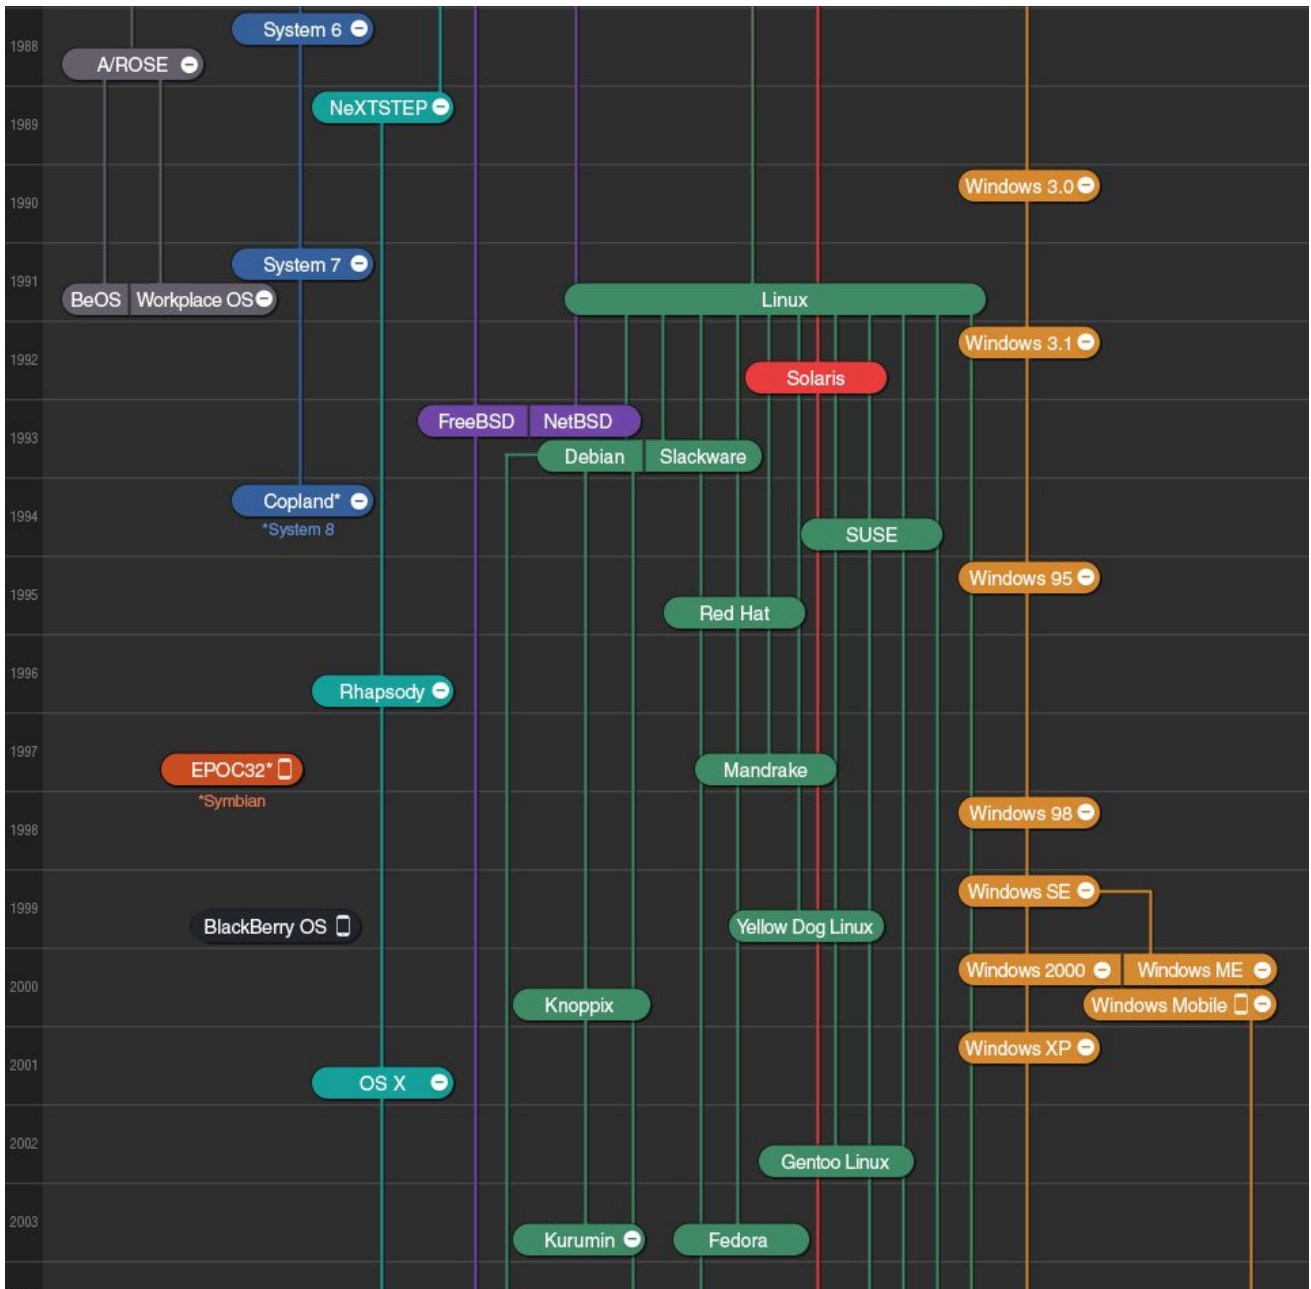 System 6
1988
A/ROSE
NeXTSTEP
1989
Windows 3.0
1990
System 7
1991
BeOS
Workplace OS
Linux
Windows 3.1
1992
Solaris
FreeBSD
NetBSD
1993
Debian
Slackware
Copland*
1994
*System 8
SUSE
Windows 95
1995
Red Hat
1996
Rhapsody
1997
EPOC32*
Mandrake
*Symbian
Windows 98
1998
Windows SE
1999
BlackBerry OS
Yellow Dog Linux
Windows 2000
Windows ME
2000
Knoppix
Windows Mobile
Windows XP
2001
OS X
2002
Gentoo Linux
2003
Kurumin
Fedora